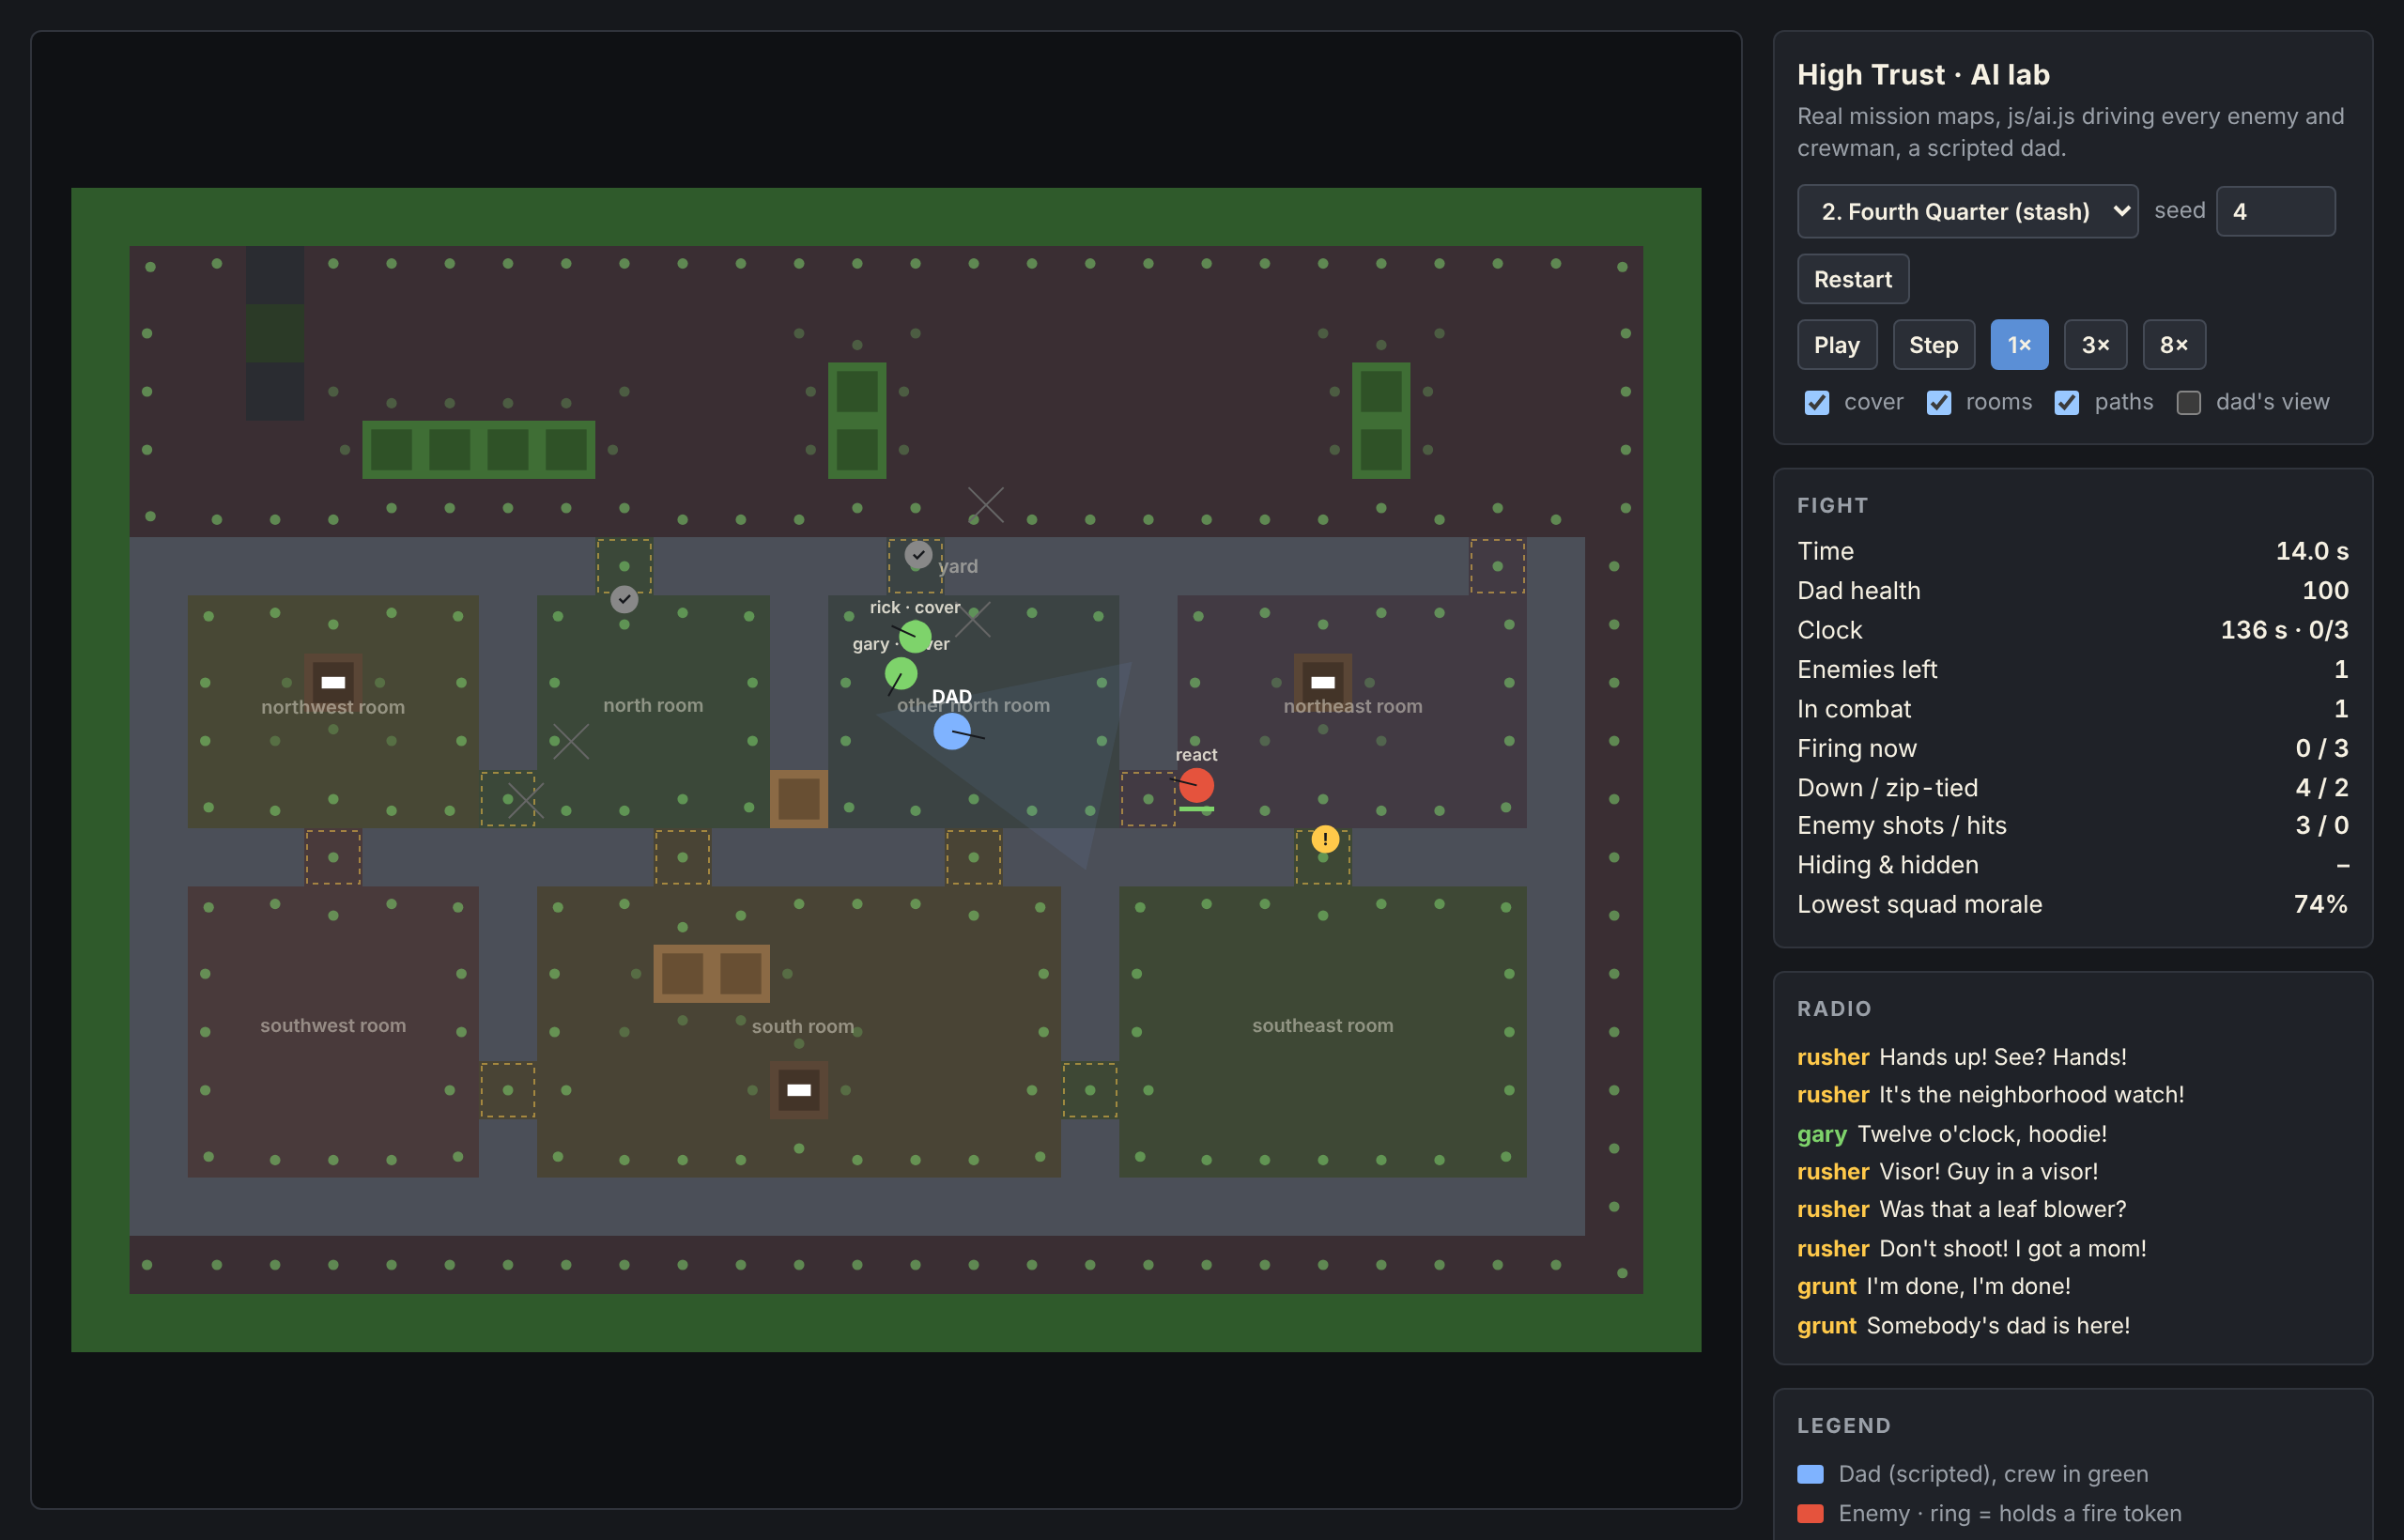 yard
rick · cover
gary ·
DAD
northwest room
north room
other north room
northeast room
react
!
southwest room
south room
southeast room
High Trust · AI lab
Real mission maps, js/ai.js driving every enemy and
crewman, a scripted dad.
2. Fourth Quarter (stash)
seed
4
Restart
Play
Step
1×
3×
8×
cover
rooms
paths
dad's view
FIGHT
Time 14.0 s
Dad health 100
Clock 136 s · 0/3
Enemies left 1
In combat 1
Firing now 0 / 3
Down / zip-tied 4 / 2
Enemy shots / hits 3 / 0
Hiding & hidden –
Lowest squad morale 74%
RADIO
rusher Hands up! See? Hands!
rusher It's the neighborhood watch!
gary Twelve o'clock, hoodie!
rusher Visor! Guy in a visor!
rusher Was that a leaf blower?
rusher Don't shoot! I got a mom!
grunt I'm done, I'm done!
grunt Somebody's dad is here!
LEGEND
Dad (scripted), crew in green
Enemy · ring = holds a fire token